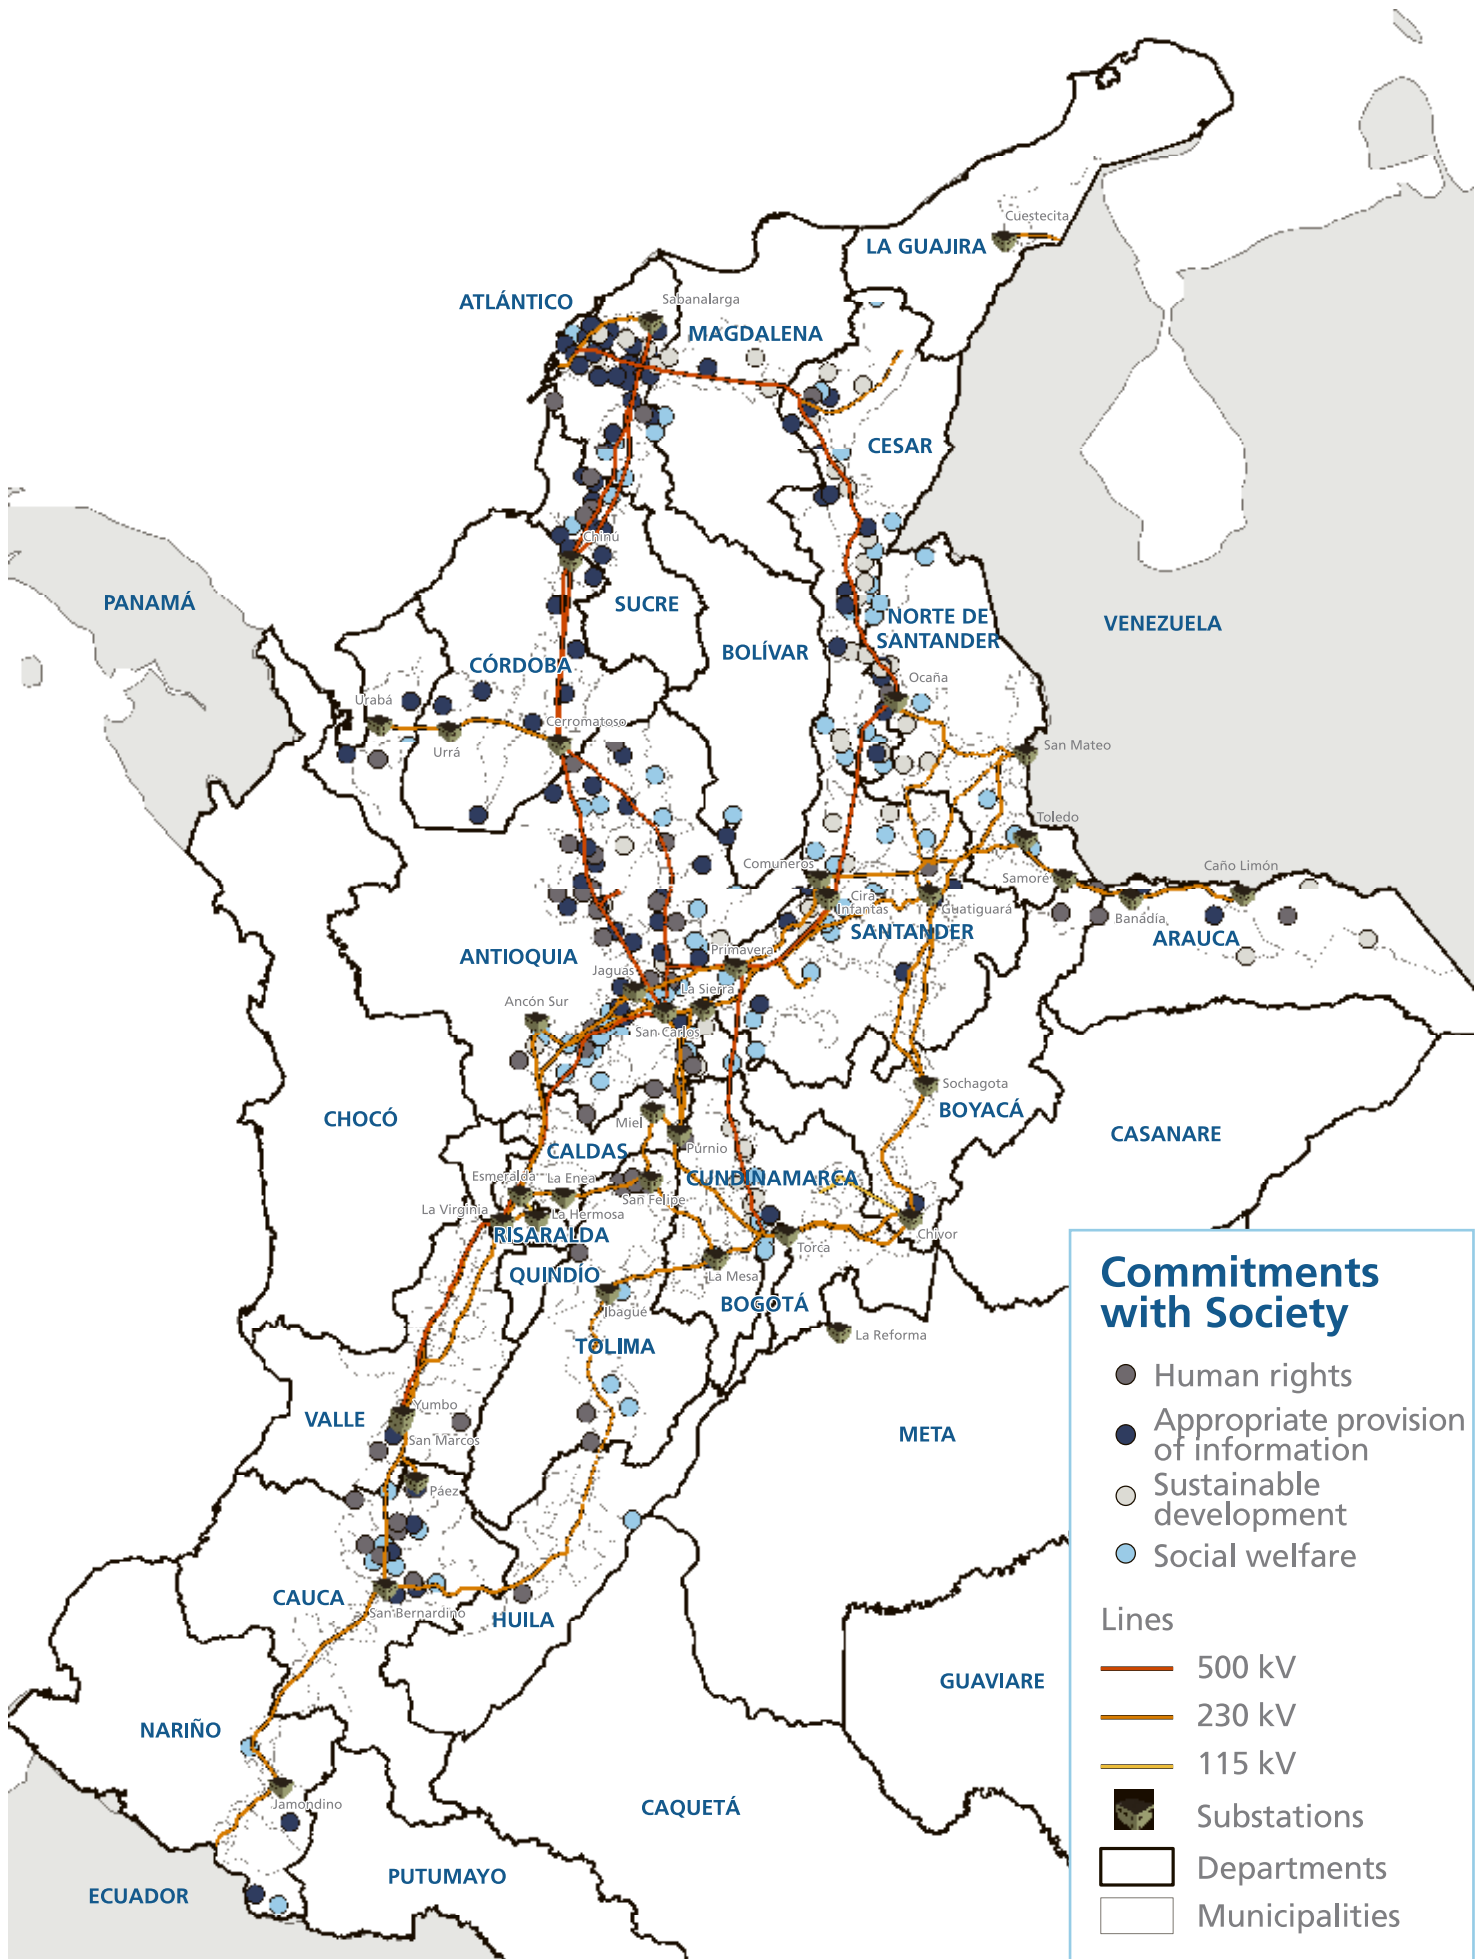 Cuestecita
LA GUAJIRA
ATLÁNTICO
Sabanalarga
MAGDALENA
CESAR
Chinú
PANAMÁ
SUCRE
NORTE DE
SANTANDER
VENEZUELA
BOLÍVAR
CÓRDOBA
Ocaña
Urabá
Cerromatoso
Urrá
San Mateo
Toledo
Comuneros
Samoré
Caño Limón
Cira
Infantas
Guatiguará
Banadía
SANTANDER
ARAUCA
ANTIOQUIA
Primavera
Jaguas
La Sierra
Ancón Sur
San Carlos
Sochagota
BOYACÁ
CHOCÓ
Miel
CASANARE
CALDAS
Purnio
Esmeralda
La Enea
CUNDINAMARCA
San Felipe
La Virginia
La Hermosa
RISARALDA
Torca
Chivor
QUINDÍO
La Mesa
BOGOTÁ
Ibagué
La Reforma
TOLIMA
Yumbo
VALLE
San Marcos
META
Páez
CAUCA
San Bernardino
HUILA
GUAVIARE
NARIÑO
Jamondino
CAQUETÁ
PUTUMAYO
ECUADOR
Commitments
with Society
Human rights
Appropriate provision
of information
Sustainable
development
Social welfare
Lines
500 kV
230 kV
115 kV
Substations
Departments
Municipalities